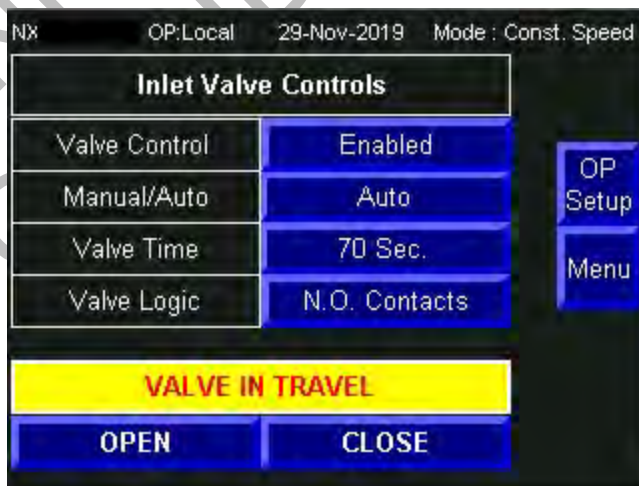 NX OP:Local 29-Nov-2019 Mode : Const. Speed
Inlet Valve Controls
Valve Control Enabled
Manual/Auto Auto
Valve Time 70 Sec.
Valve Logic N.O. Contacts
OP
Setup
Menu
VALVE IN TRAVEL
OPEN CLOSE